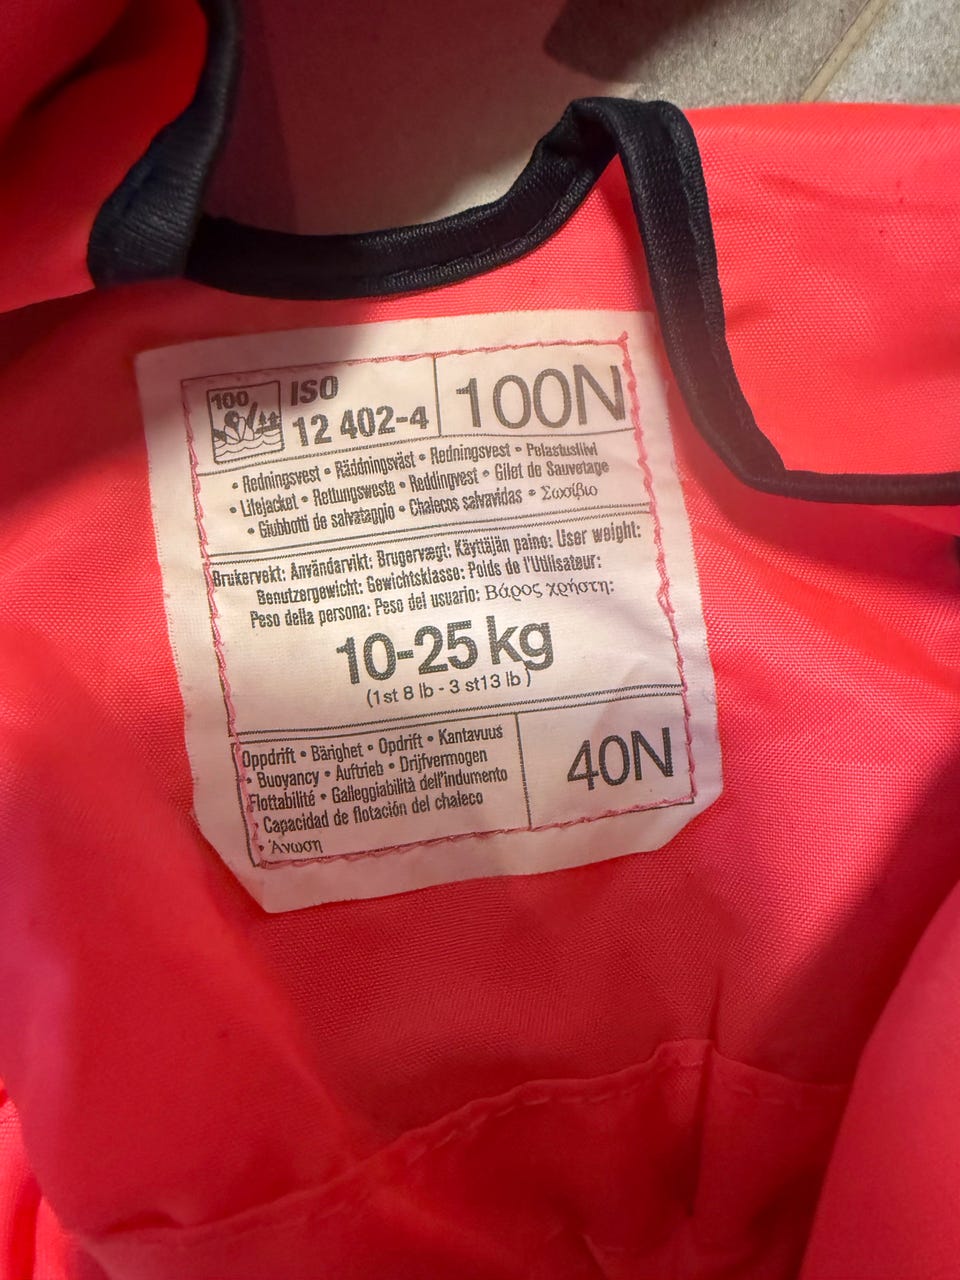 100
ISO
12 402-4
100N
• Redningsvest • Räddningsväst • Redningsvest • Pelastusliivi
• Lifejacket • Rettungsweste • Reddingvest • Gilet de Sauvetage
• Giubbotti de salvataggio • Chalecos salvavidas • Σωσίβιο
Brukervekt: Användarvikt: Brugervægt: Käyttäjän paino: User weight:
Benutzergewicht: Gewichtsklasse: Poids de l'Utilisateur:
Peso della persona: Peso del usuario: Βάρος χρήστη:
10-25 kg
(1st 8 lb - 3 st13 lb )
Oppdrift • Bärighet • Opdrift • Kantavuus
• Buoyancy • Auftrieb • Drijfvermogen
Flottabilité • Galleggiabilità dell'indumento
Capacidad de flotación del chaleco
• Άνωση
40N